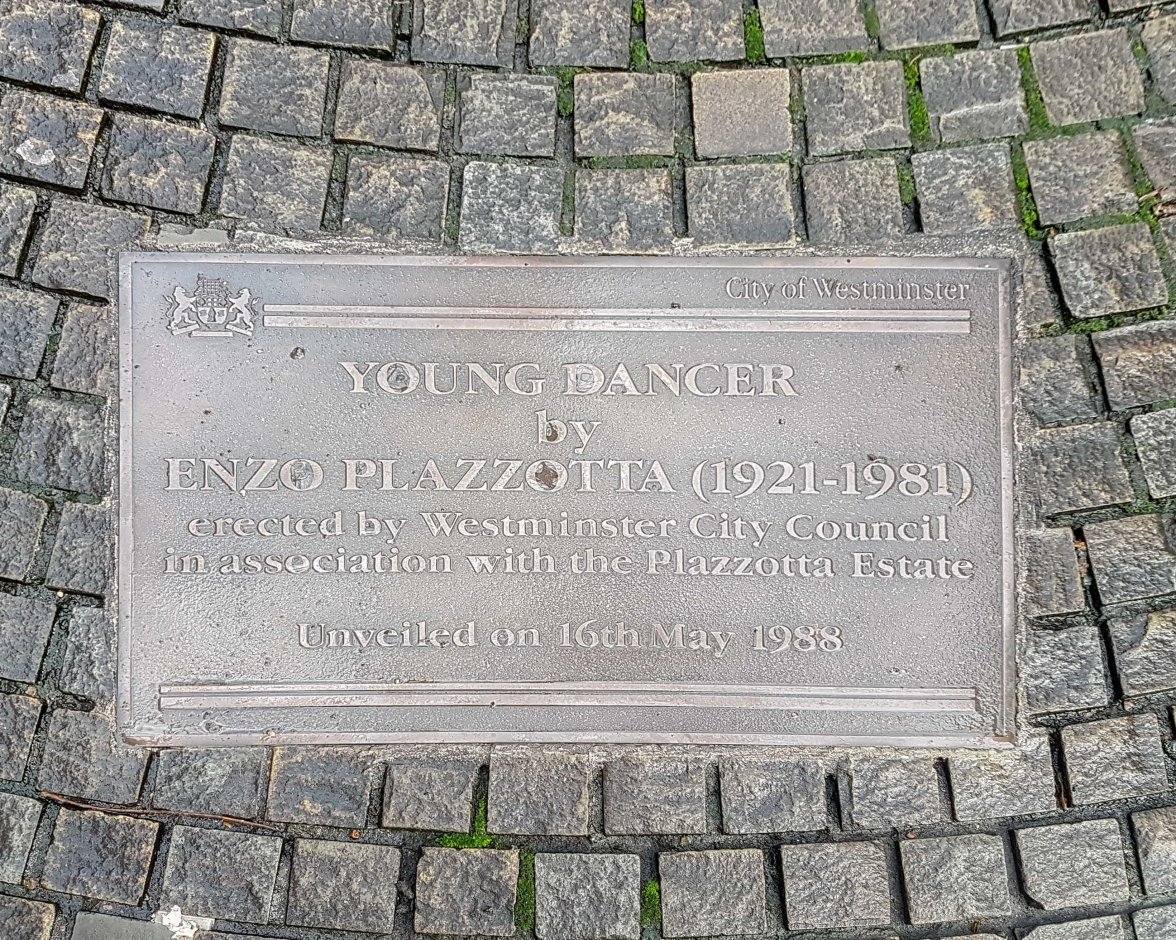 City of Westminster
YOUNG DANCER
by
ENZO PLAZZOTTA (1921-1981)
erected by Westminster City Council
in association with the Plazzotta Estate
Unveiled on 16th May 1988